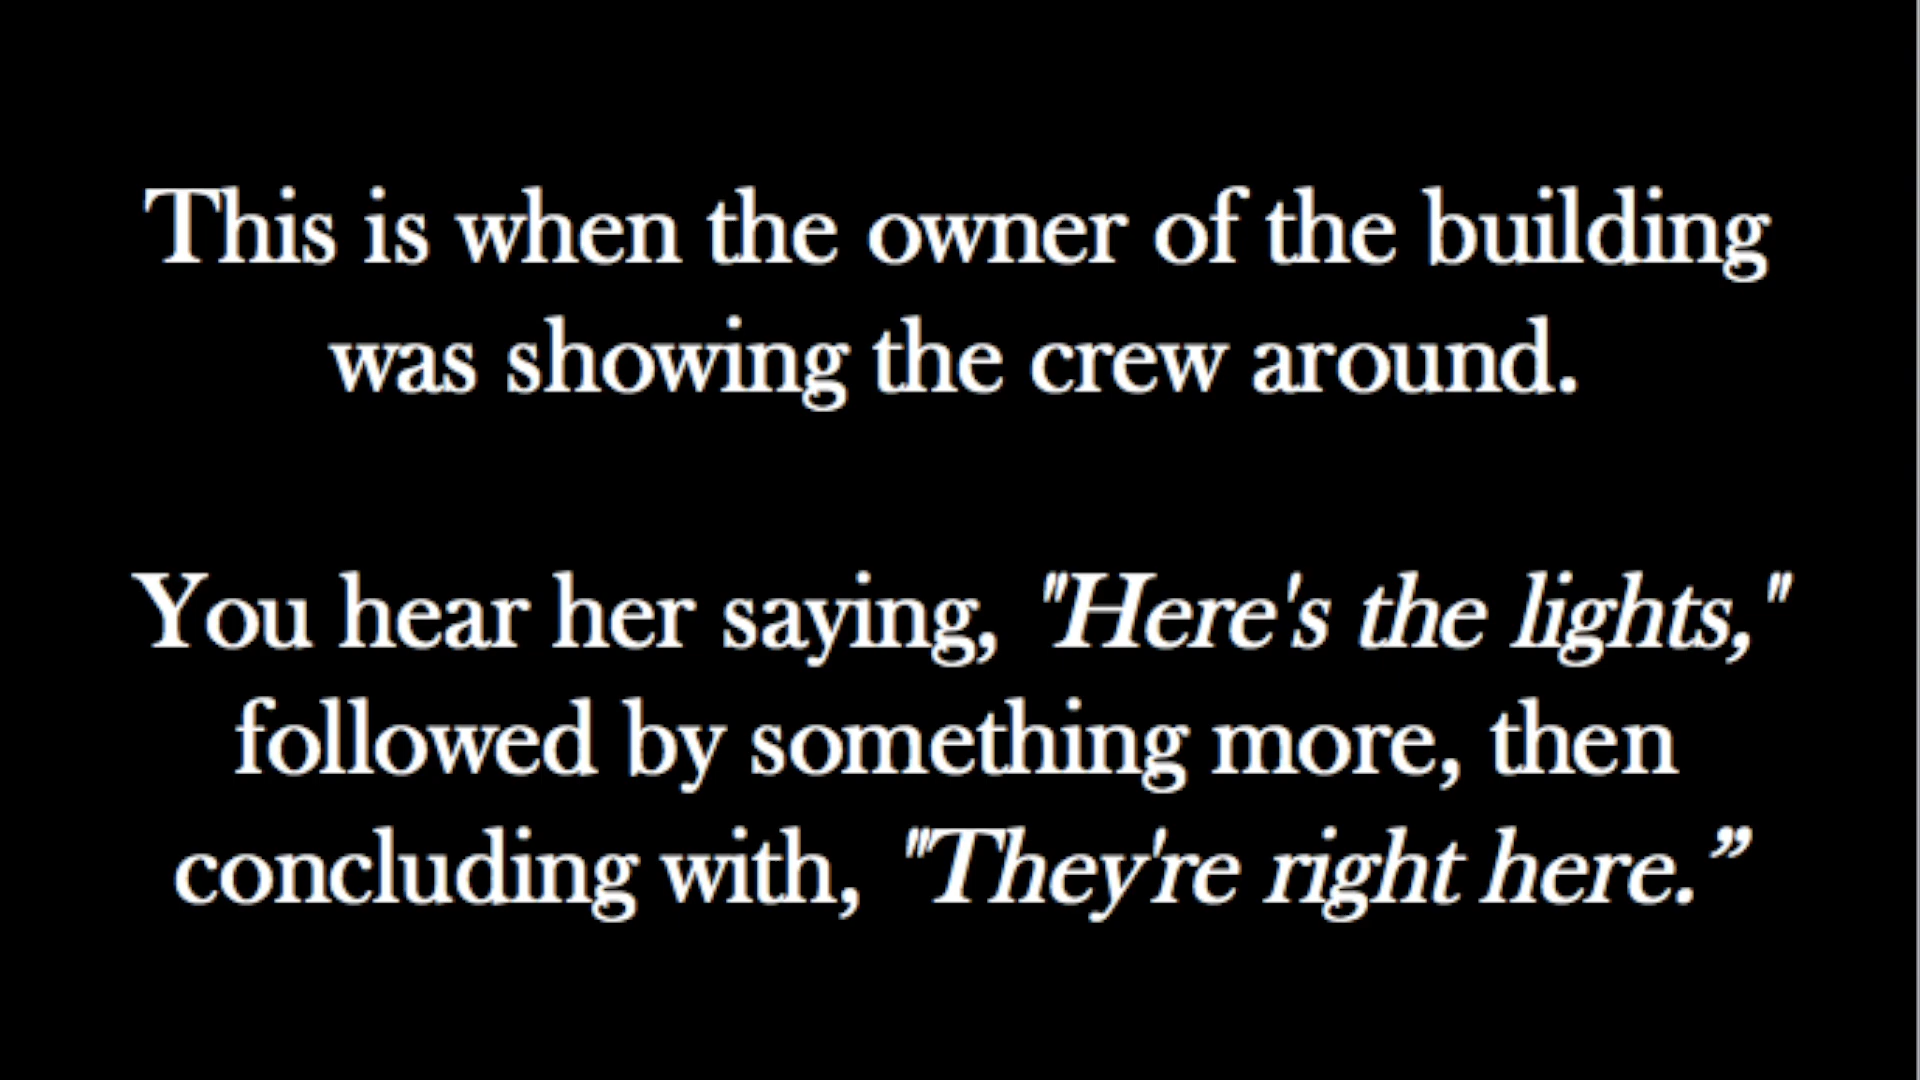 This is when the owner of the building
was showing the crew around.
You hear her saying, "Here's the lights,"
followed by something more, then
concluding with, "They're right here.”